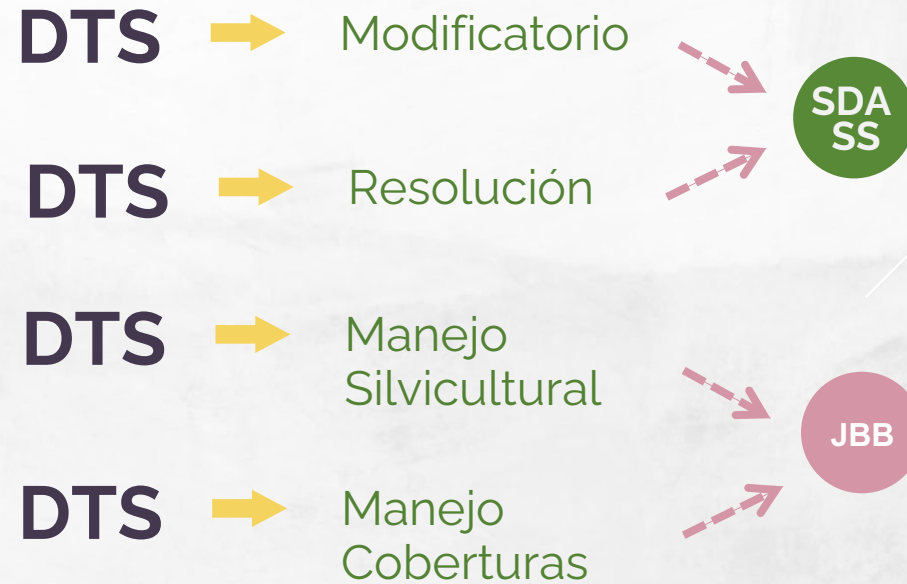 DTS
Modificatorio
SDA
SS
DTS
Resolución
DTS
Manejo
Silvicultural
JBB
DTS
Manejo
Coberturas